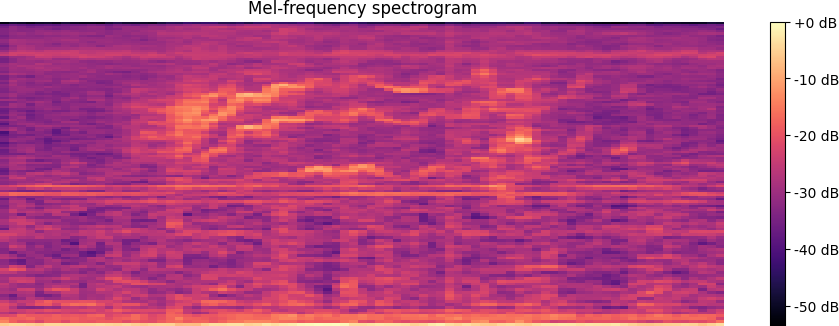 Mel-frequency spectrogram
+0 dB
-10 dB
-20 dB
-30 dB
-40 dB
-50 dB